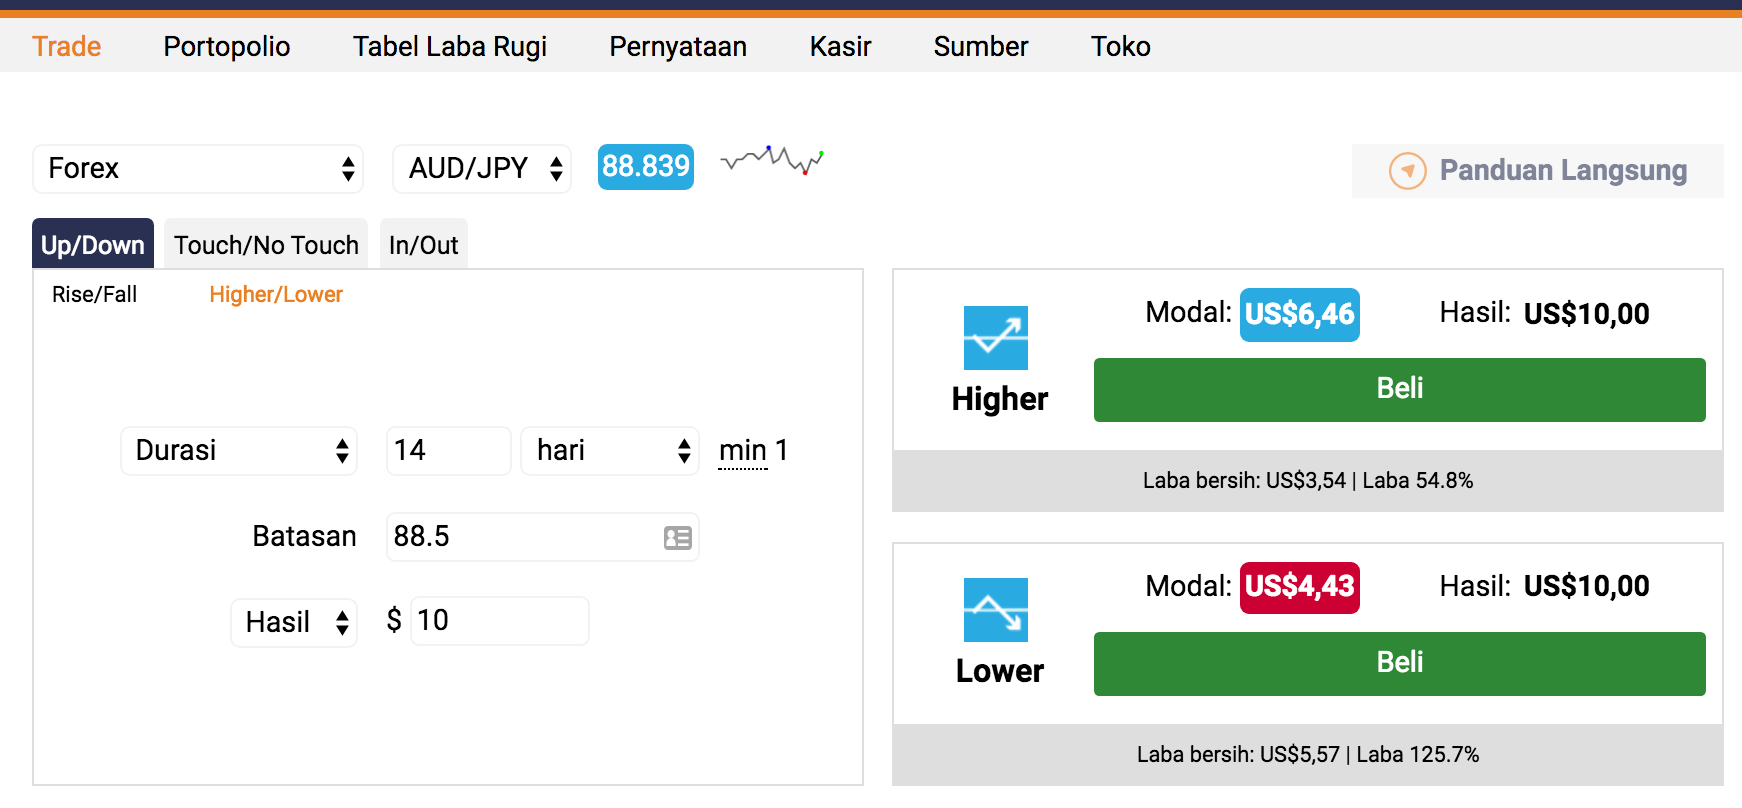 Trade Portopolio Tabel Laba Rugi Pernyataan Kasir Sumber Toko
Forex AUD/JPY 88.839 Panduan Langsung
Up/Down Touch/No Touch In/Out
Rise/Fall Higher/Lower
Durasi 14 hari min 1
Batasan 88.5
Hasil $ 10
Modal: US$6,46 Hasil: US$10,00
Higher
Beli
Laba bersih: US$3,54 | Laba 54.8%
Modal: US$4,43 Hasil: US$10,00
Lower
Beli
Laba bersih: US$5,57 | Laba 125.7%